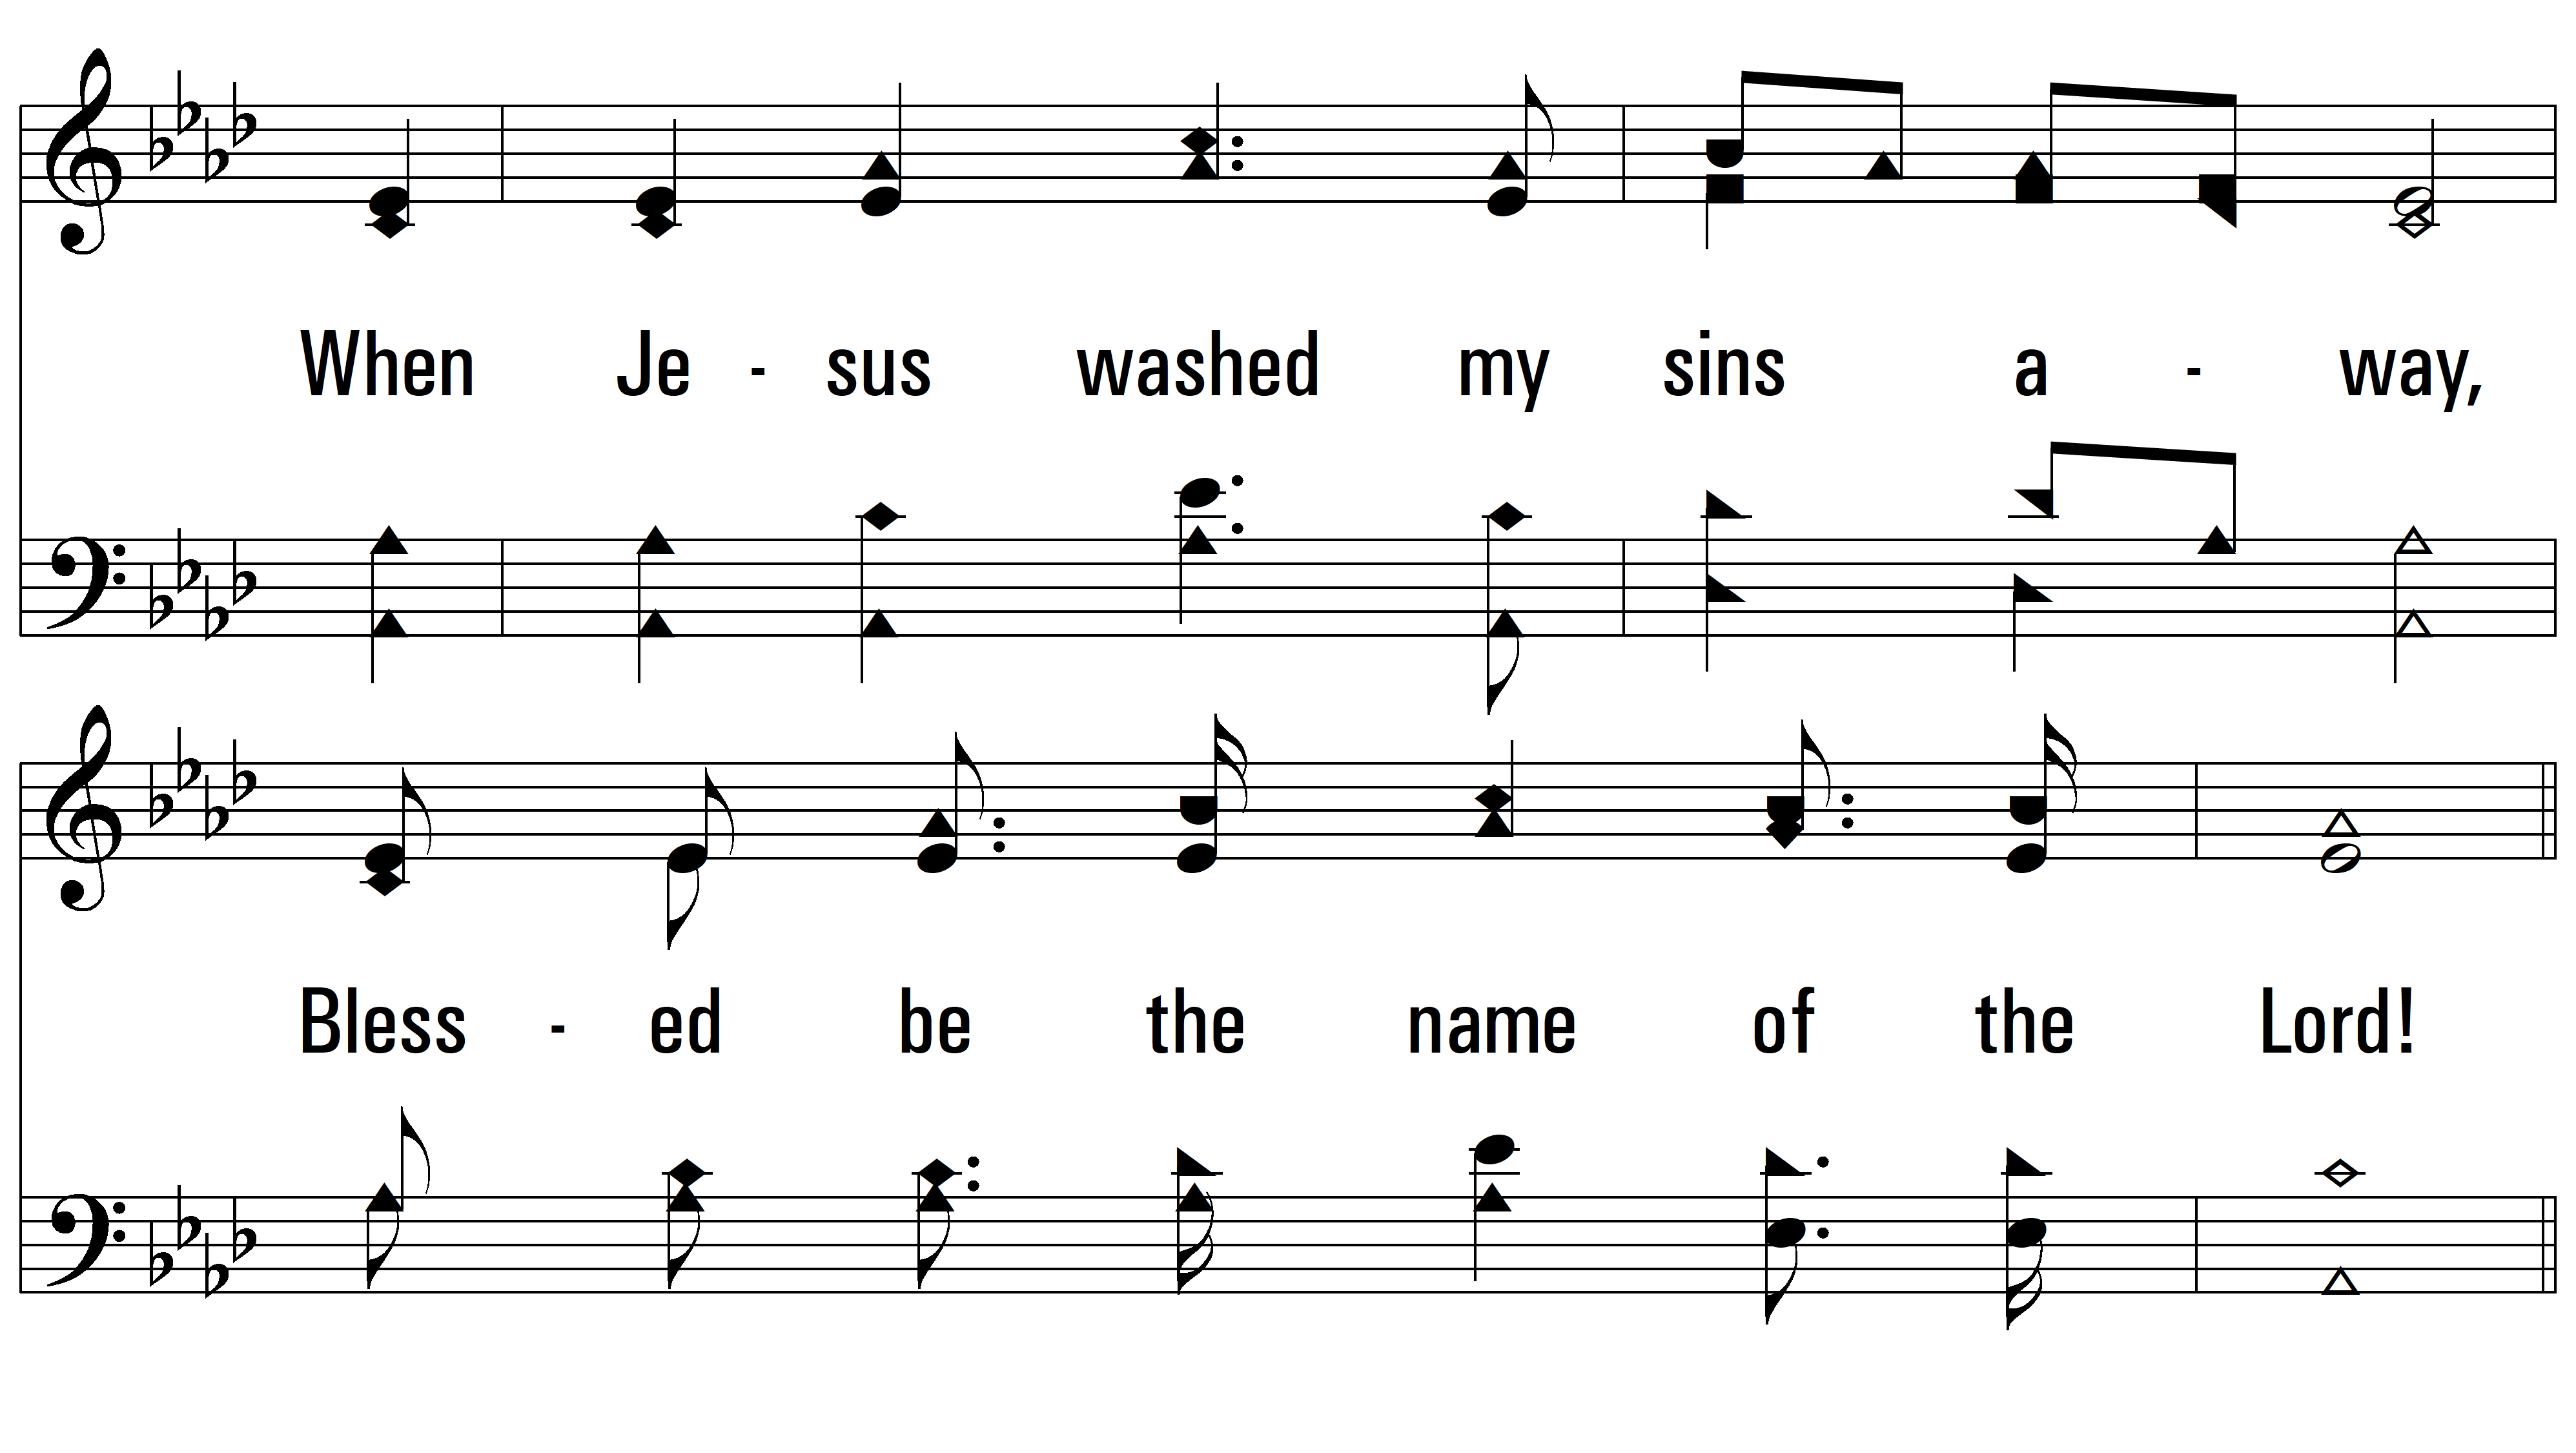 When Je - sus washed my sins a - way,
Bless - ed be the name of the Lord!